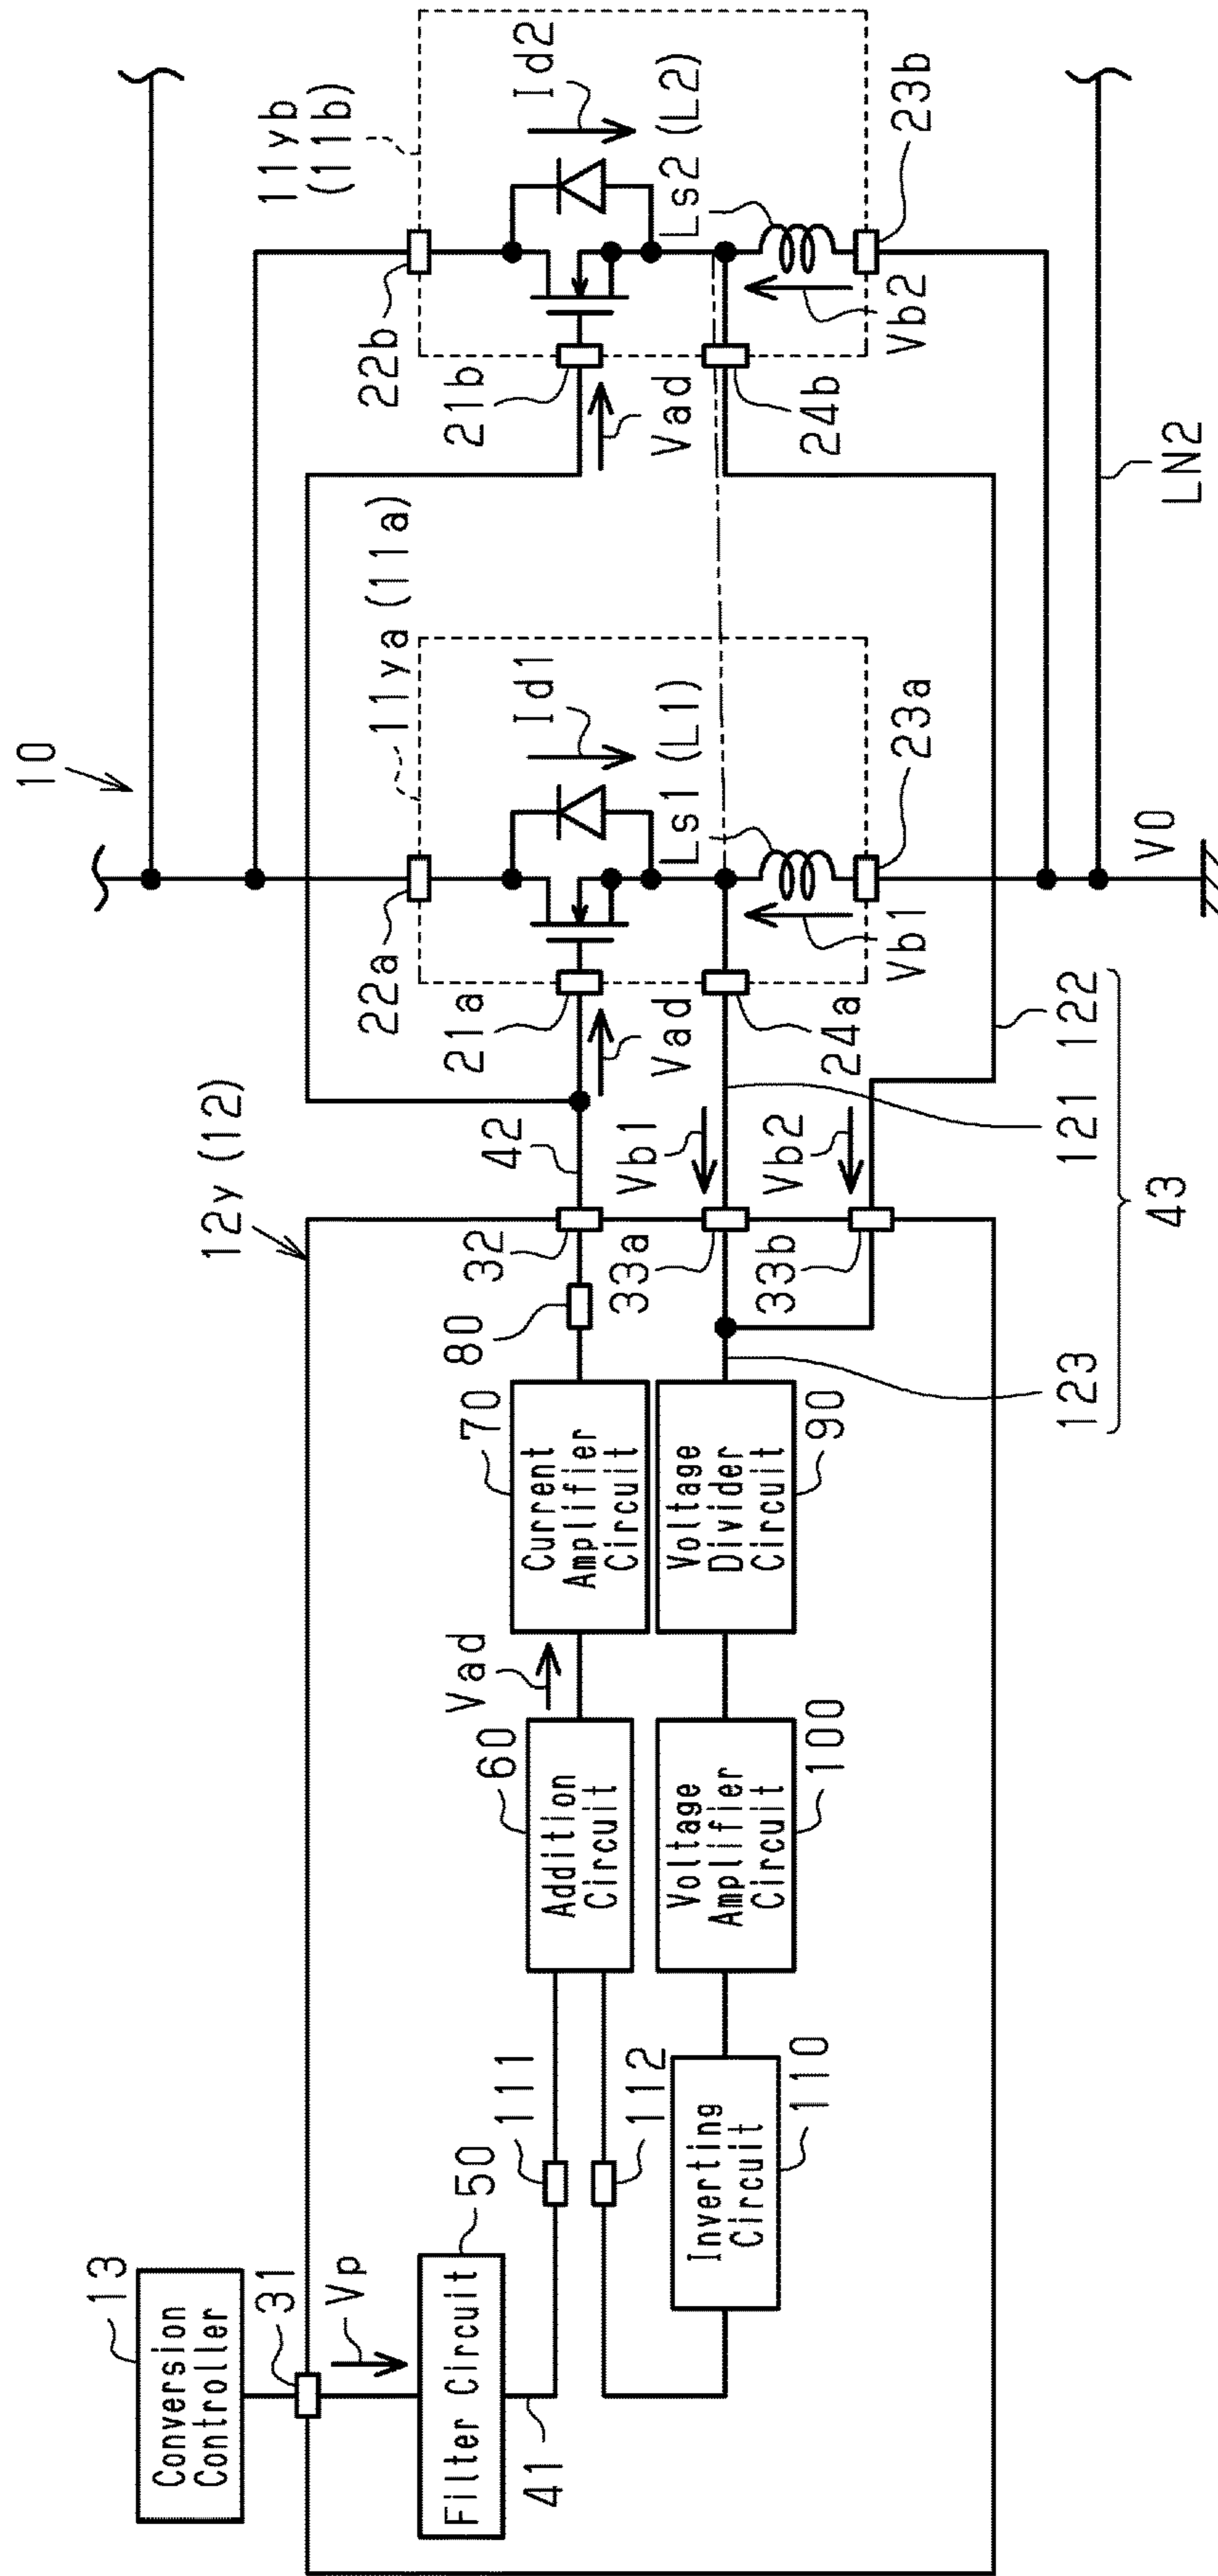 10
11yb
(11b)
11ya (11a)
Id2
Id1
Ls2 (L2)
Ls1 (L1)
22b
22a
21b
21a
Vad
Vad
24b
24a
Vb2
Vb1
23b
23a
LN2
V0
12y (12)
42
32
80
33a
33b
Vb1
Vb2
121
122
123
43
70
Current
Amplifier
Circuit
Voltage
Divider
Circuit
90
Vad
60
Addition
Circuit
Voltage
Amplifier
Circuit
100
111
112
Inverting
Circuit
110
13
Conversion
Controller
31
Vp
50
Filter Circuit
41